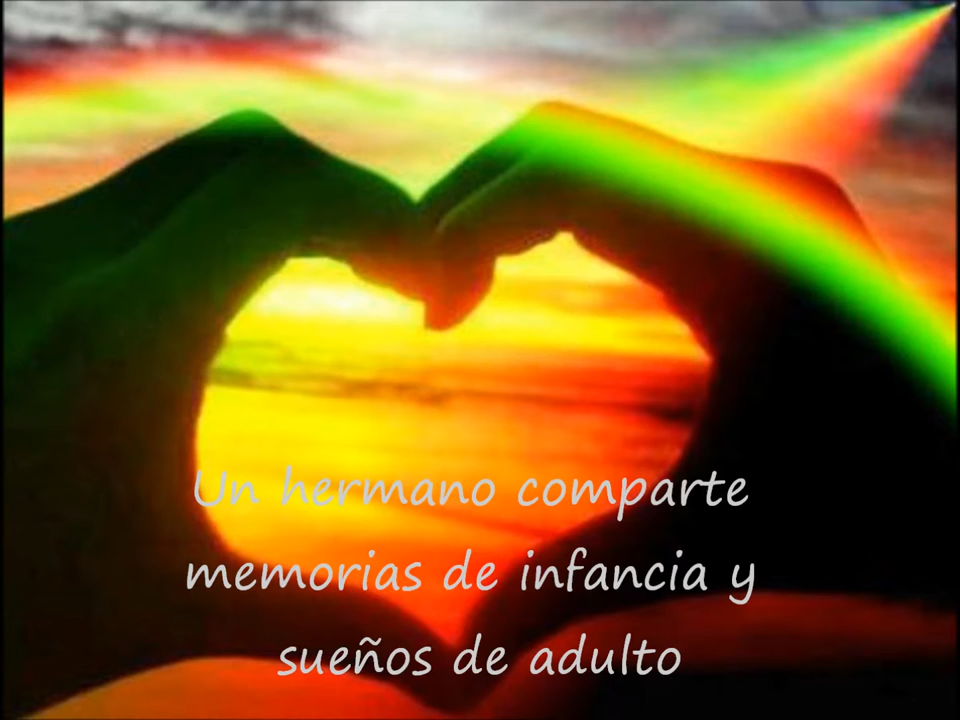 Un hermano comparte
memorias de infancia y
sueños de adulto